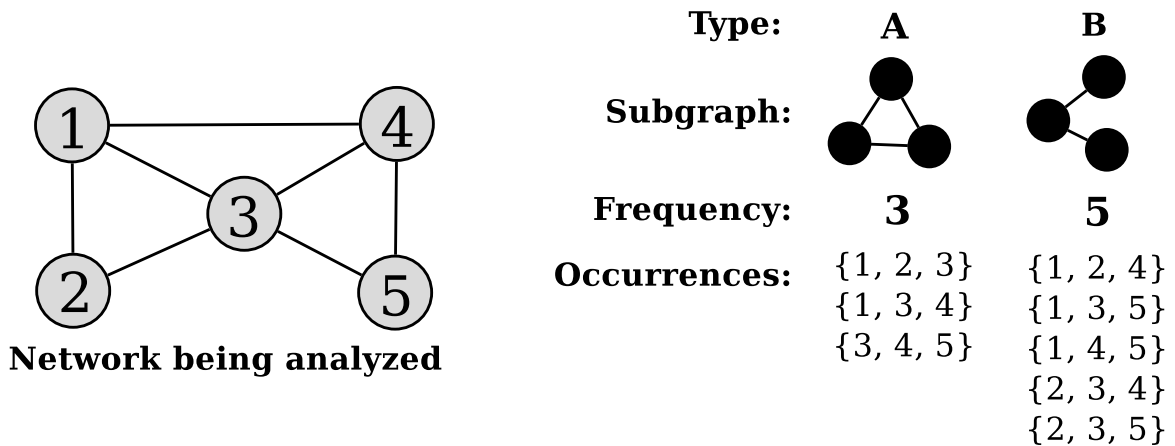 1
4
3
2
5
Network being analyzed
Type: A B
Subgraph:
Frequency: 3 5
Occurrences: {1, 2, 3} {1, 2, 4}
{1, 3, 4} {1, 3, 5}
{3, 4, 5} {1, 4, 5}
{2, 3, 4}
{2, 3, 5}